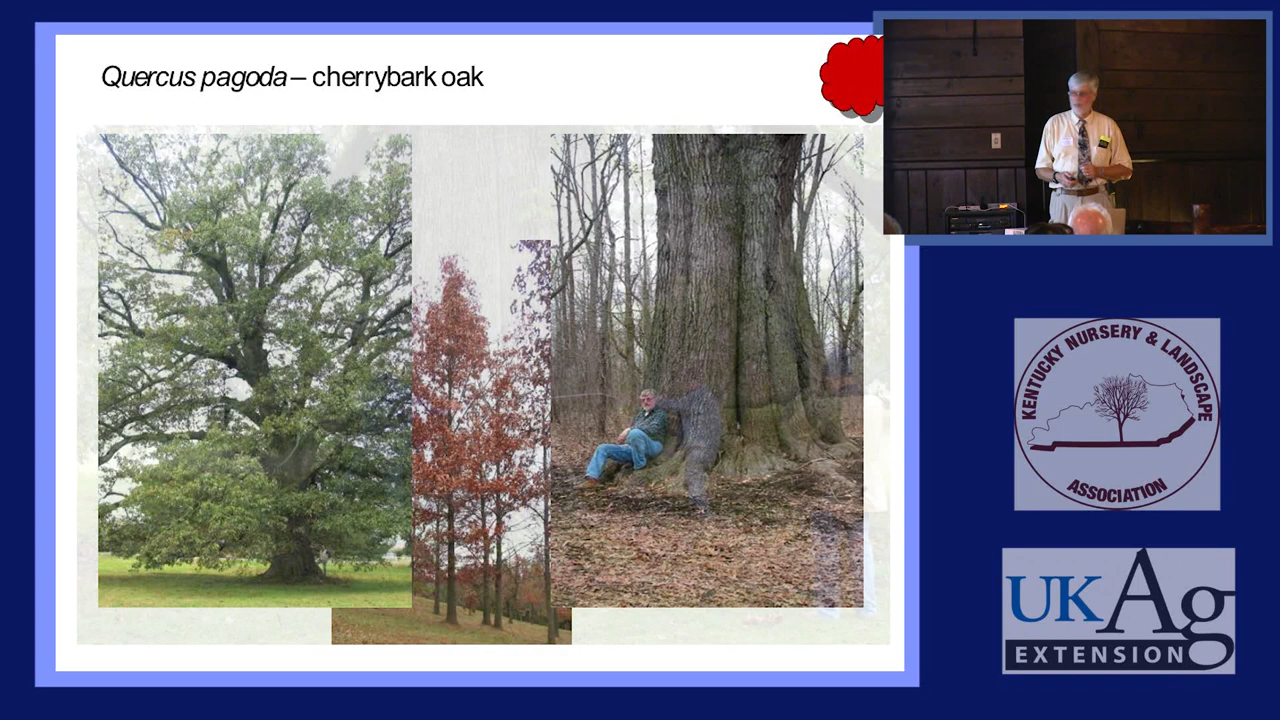 Quercus pagoda – cherrybark oak
KENTUCKY NURSERY & LANDSCAPE
ASSOCIATION
UKAg
EXTENSION